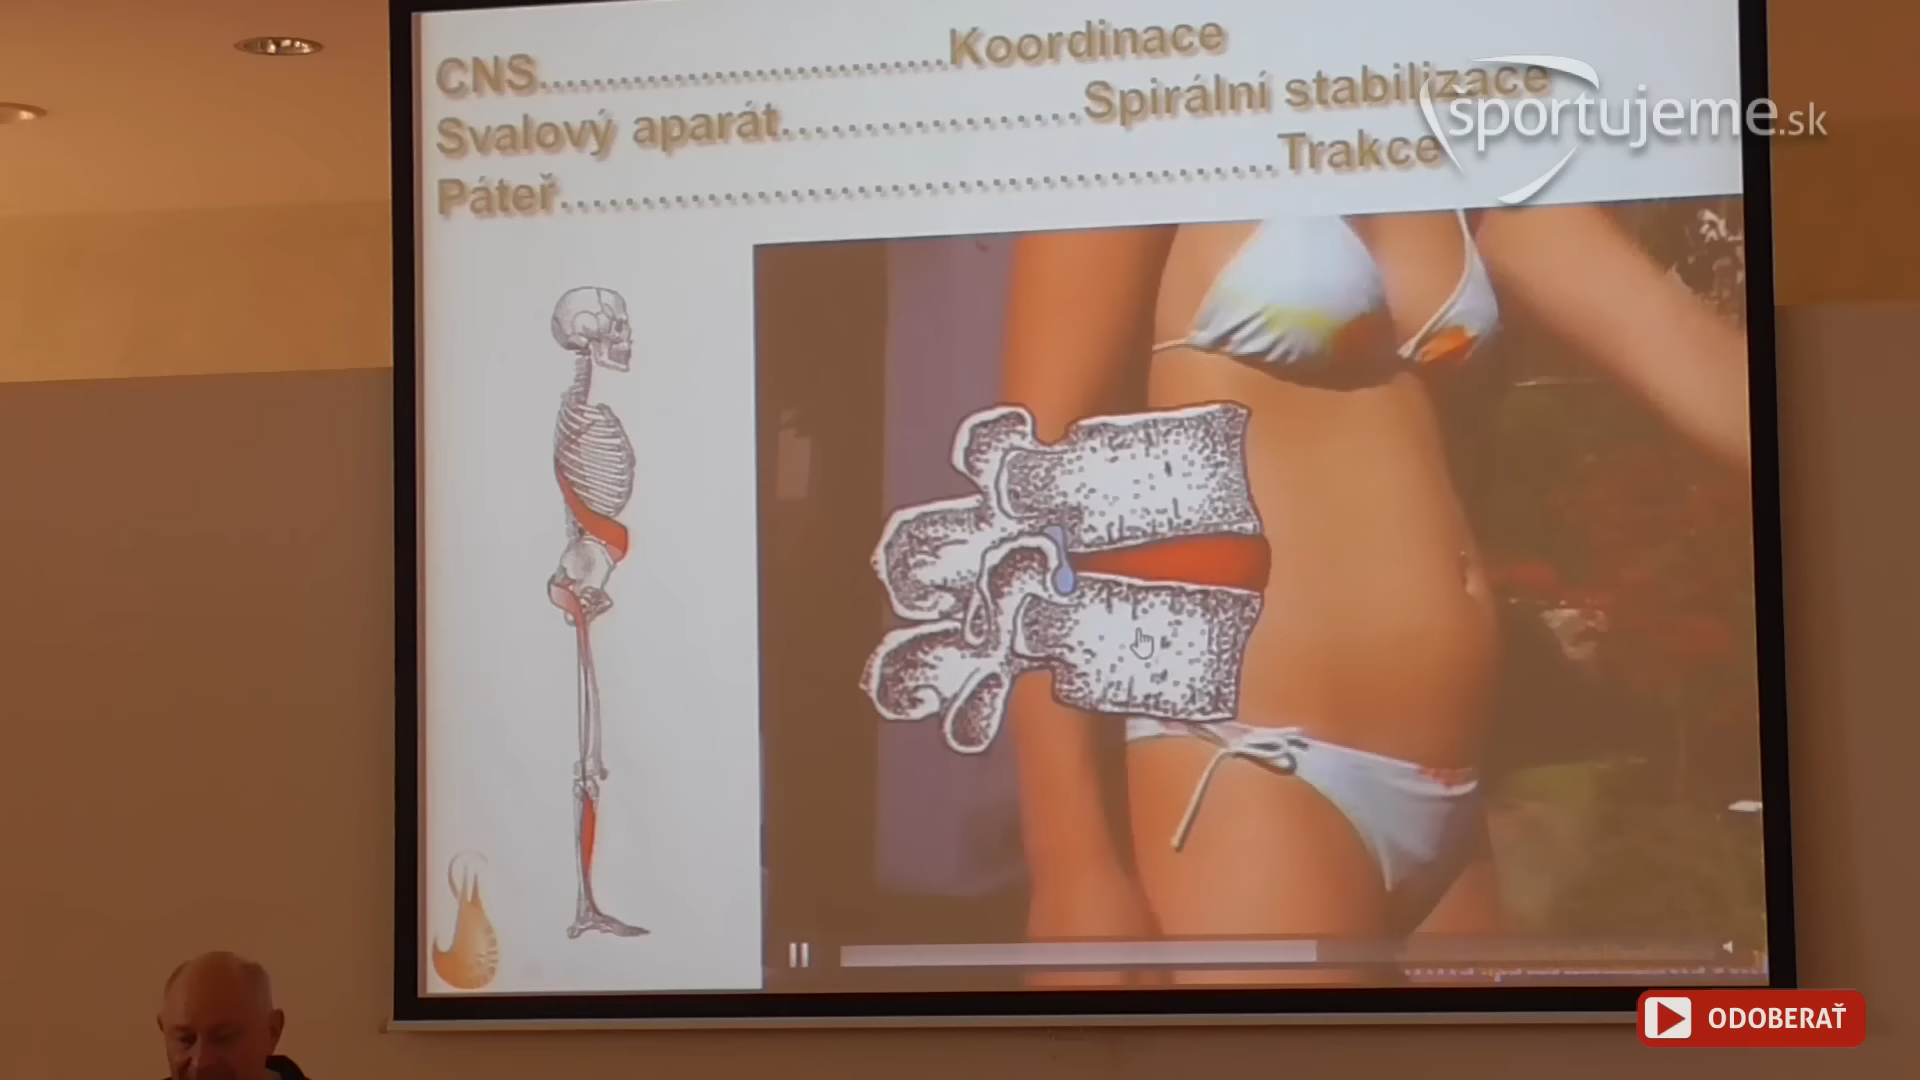 CNS..............................Koordinace
Svalový aparát....................Spirální stabilizace
Páteř.................................................Trakce
športujeme.sk
ODOBERAŤ